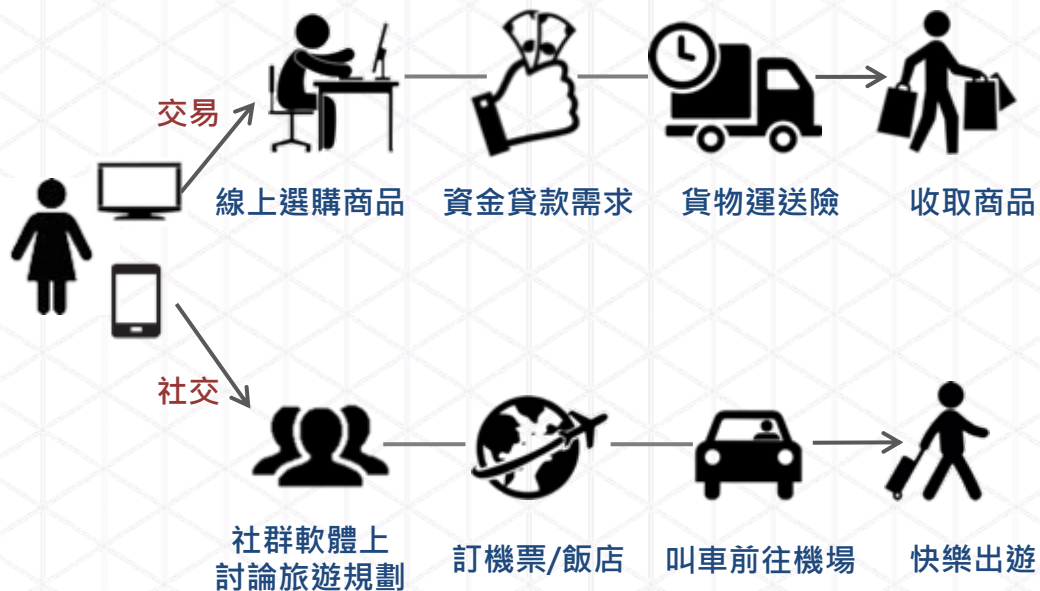 交易
線上選購商品
資金貸款需求
貨物運送險
收取商品
社交
社群軟體上
討論旅遊規劃
訂機票/飯店
叫車前往機場
快樂出遊